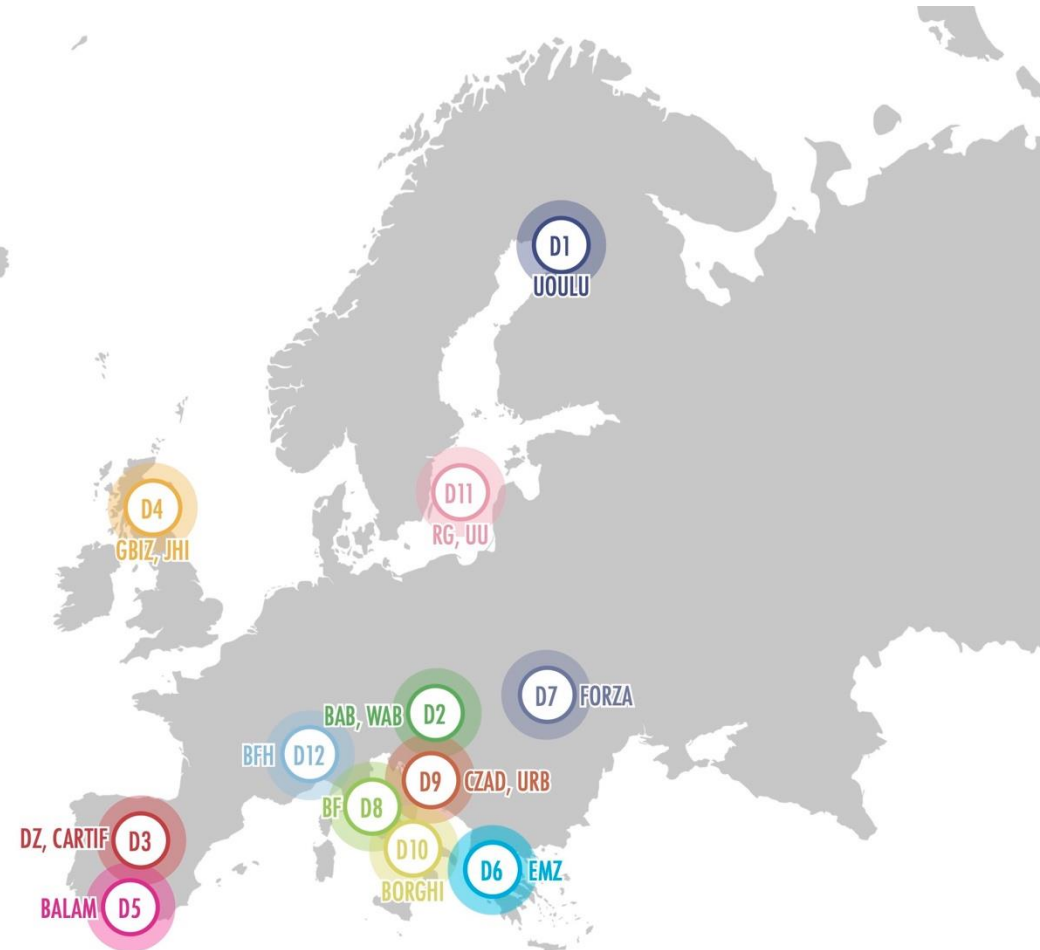 D1
UOULU
D11
RG, UU
D4
GBIZ, JHI
D7 FORZA
BAB, WAB D2
BFH D12
D9 CZAD, URB
BF D8
DZ, CARTIF D3
D10
BORGHI
D6 EMZ
BALAM D5